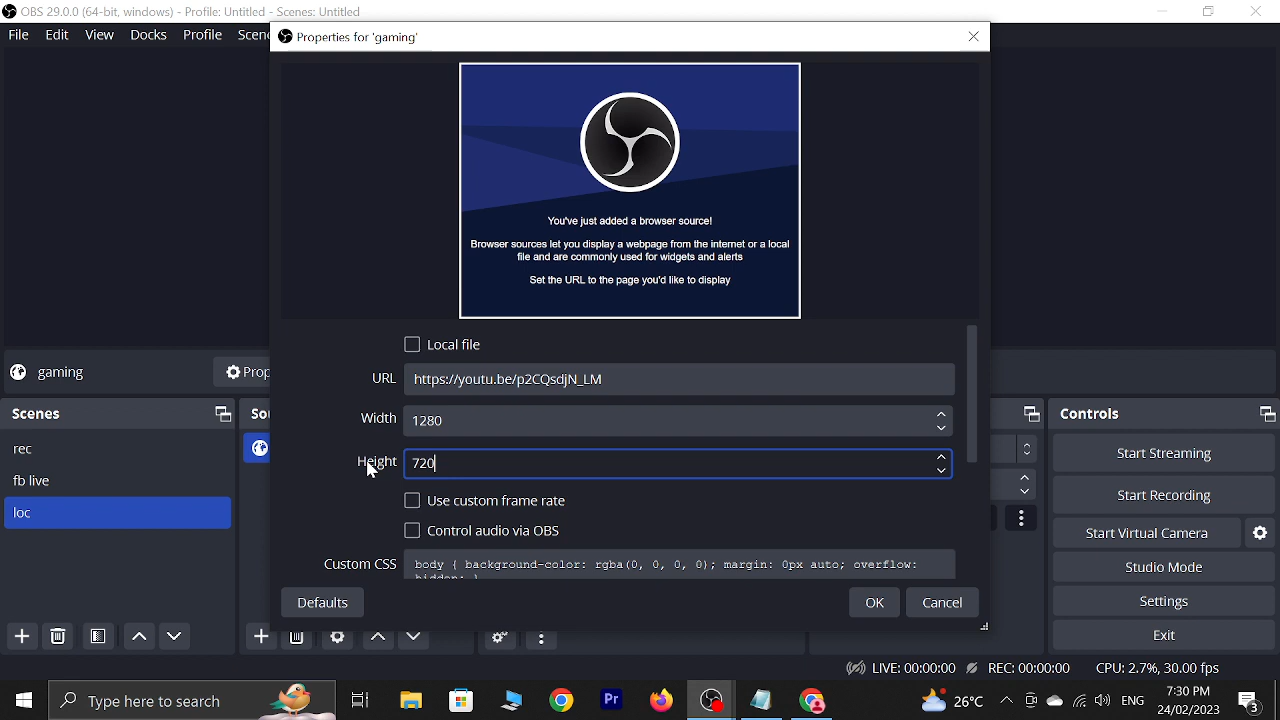 OBS 29.0.0 (64-bit, windows) - Profile: Untitled - Scenes: Untitled
File Edit View Docks Profile Scene
Properties for 'gaming'
You've just added a browser source!
Browser sources let you display a webpage from the internet or a local
file and are commonly used for widgets and alerts
Set the URL to the page you'd like to display
Local file
gaming
Prop
URL https://youtu.be/p2CQsdjN_LM
Scenes
Sou
Width 1280
Controls
rec
Height 720
Start Streaming
fb live
Use custom frame rate
Start Recording
loc
Control audio via OBS
Start Virtual Camera
Custom CSS body { background-color: rgba(0, 0, 0, 0); margin: 0px auto; overflow:
hidden; }
Studio Mode
Defaults OK Cancel
Settings
Exit
LIVE: 00:00:00 REC: 00:00:00 CPU: 2.7%, 30.00 fps
Type here to search
Pr
26°C
ENG
7:30 PM
24/02/2023
3